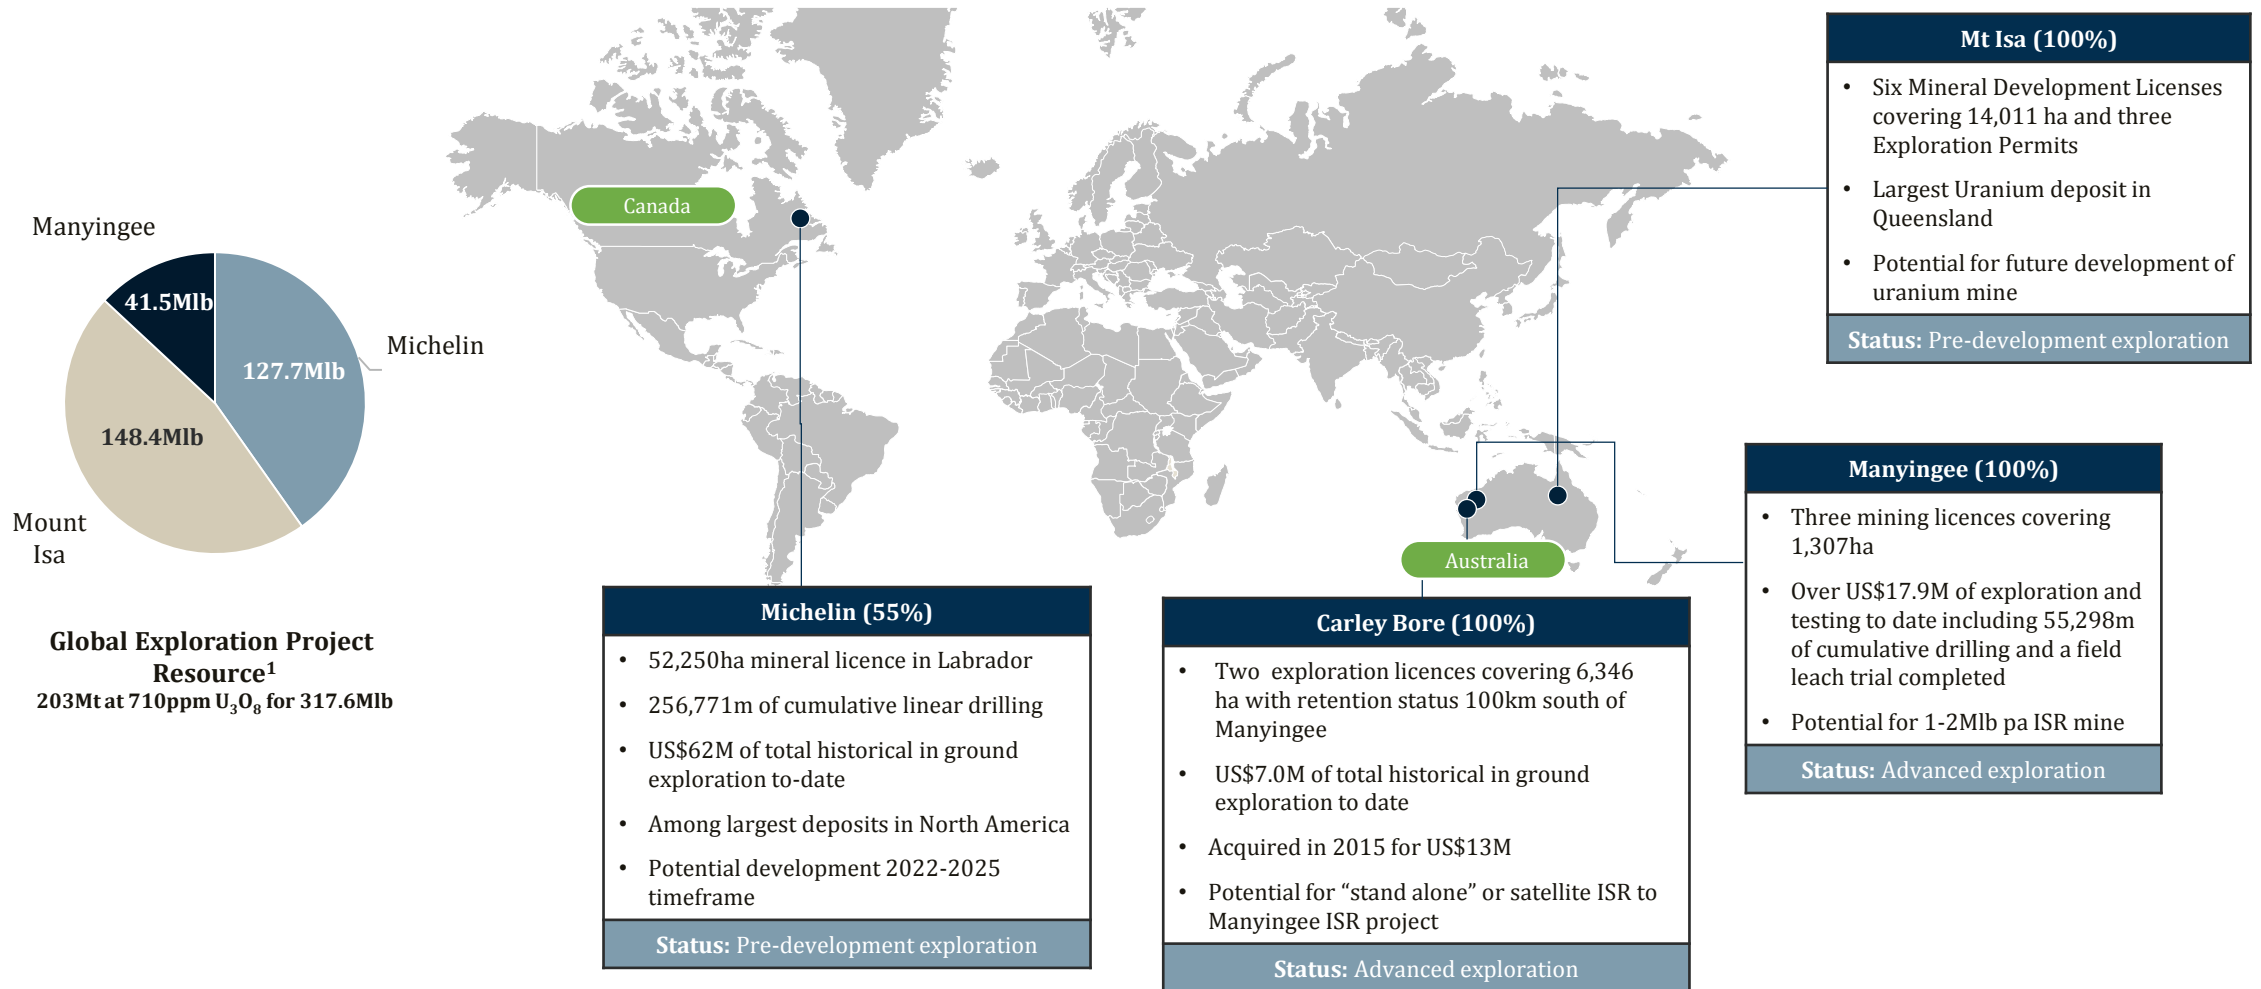 Manyingee
41.5Mlb
Michelin
127.7Mlb
148.4Mlb
Mount
Isa
Global Exploration Project
Resource¹
203Mt at 710ppm U₃O₈ for 317.6Mlb
Canada
Australia
Mt Isa (100%)
• Six Mineral Development Licenses
covering 14,011 ha and three
Exploration Permits
• Largest Uranium deposit in
Queensland
• Potential for future development of
uranium mine
Status: Pre-development exploration
Manyingee (100%)
• Three mining licences covering
1,307ha
• Over US$17.9M of exploration and
testing to date including 55,298m
of cumulative drilling and a field
leach trial completed
• Potential for 1-2Mlb pa ISR mine
Status: Advanced exploration
Michelin (55%)
• 52,250ha mineral licence in Labrador
• 256,771m of cumulative linear drilling
• US$62M of total historical in ground
exploration to-date
• Among largest deposits in North America
• Potential development 2022-2025
timeframe
Status: Pre-development exploration
Carley Bore (100%)
• Two exploration licences covering 6,346
ha with retention status 100km south of
Manyingee
• US$7.0M of total historical in ground
exploration to date
• Acquired in 2015 for US$13M
• Potential for “stand alone” or satellite ISR to
Manyingee ISR project
Status: Advanced exploration